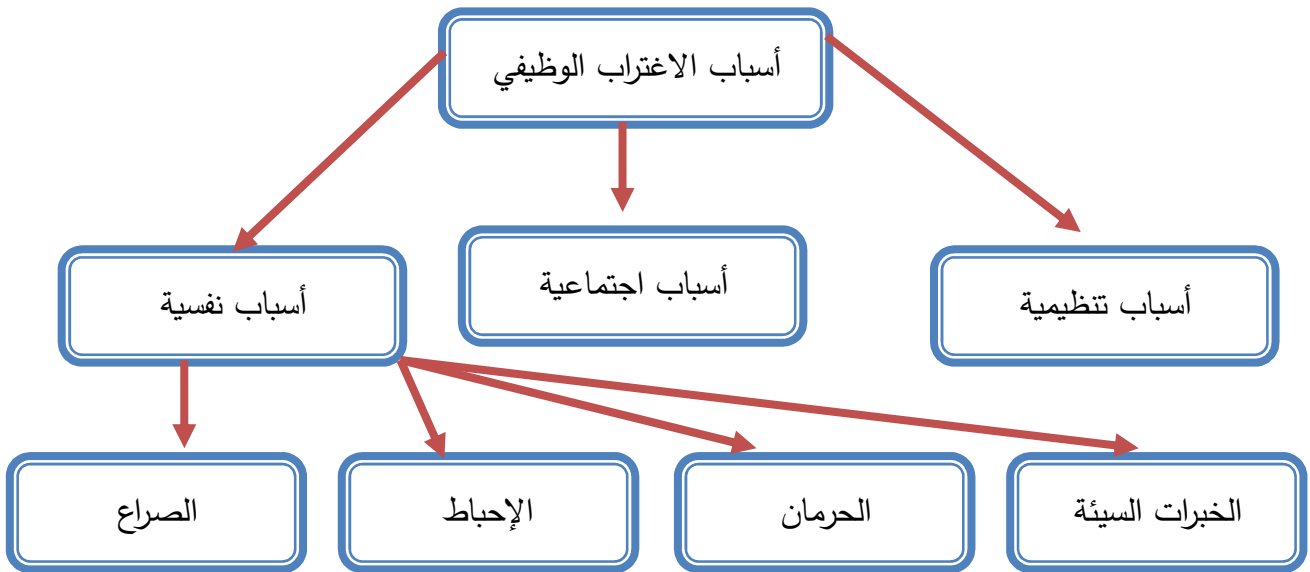 أسباب الاغتراب الوظيفي
أسباب تنظيمية
أسباب اجتماعية
أسباب نفسية
الخبرات السيئة
الحرمان
الإحباط
الصراع